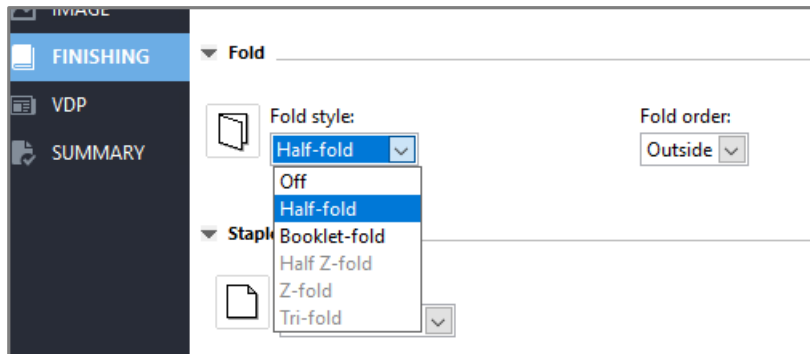 IMAGE
FINISHING
VDP
SUMMARY
Fold
Fold style:
Half-fold
Off
Half-fold
Booklet-fold
Half Z-fold
Z-fold
Tri-fold
Fold order:
Outside